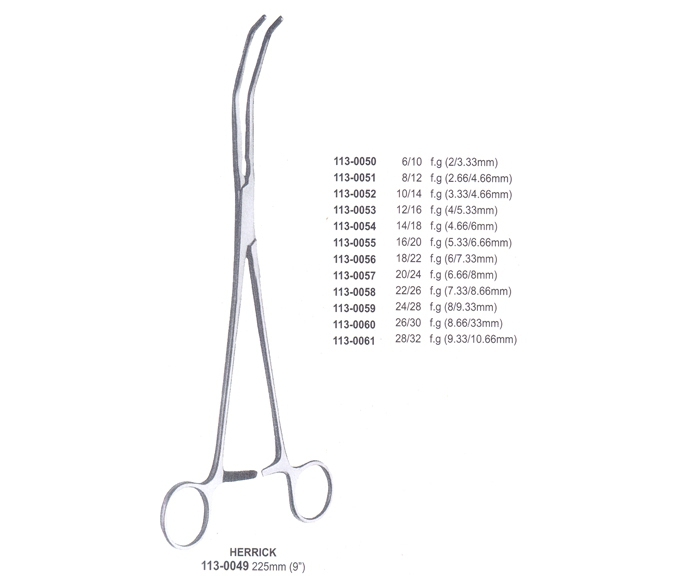 113-0050 6/10 f.g (2/3.33mm)
113-0051 8/12 f.g (2.66/4.66mm)
113-0052 10/14 f.g (3.33/4.66mm)
113-0053 12/16 f.g (4/5.33mm)
113-0054 14/18 f.g (4.66/6mm)
113-0055 16/20 f.g (5.33/6.66mm)
113-0056 18/22 f.g (6/7.33mm)
113-0057 20/24 f.g (6.66/8mm)
113-0058 22/26 f.g (7.33/8.66mm)
113-0059 24/28 f.g (8/9.33mm)
113-0060 26/30 f.g (8.66/33mm)
113-0061 28/32 f.g (9.33/10.66mm)
HERRICK
113-0049 225mm (9")